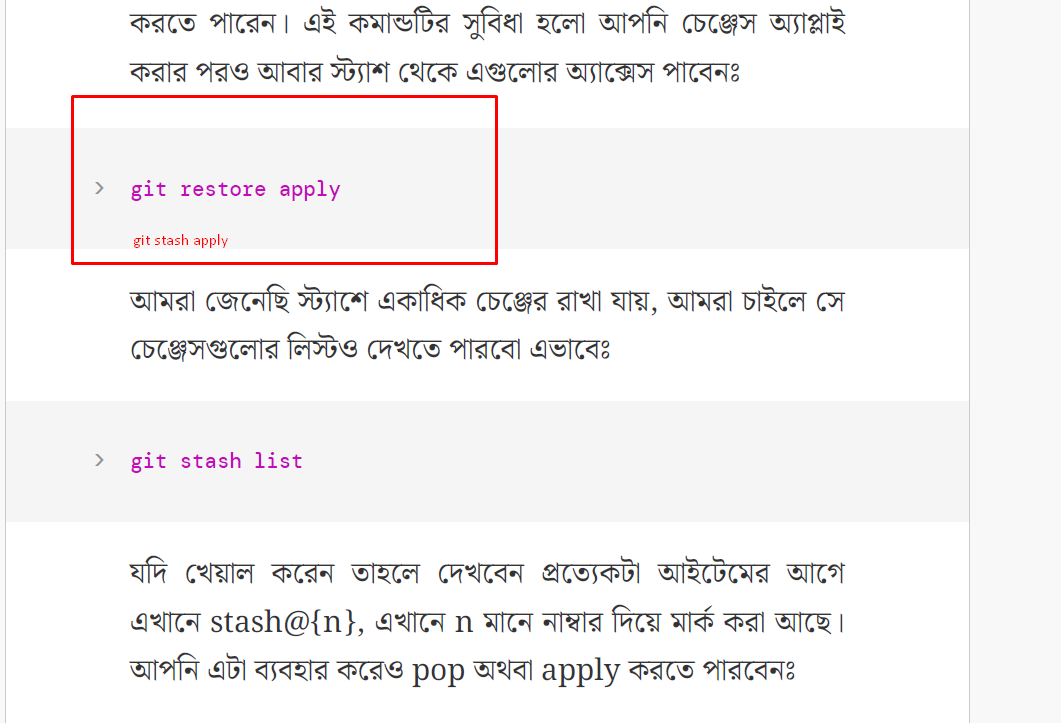 করতে পারেন। এই কমান্ডটির সুবিধা হলো আপনি চেঞ্জেস অ্যাপ্লাই
করার পরও আবার স্ট্যাশ থেকে এগুলোর অ্যাক্সেস পাবেনঃ
> git restore apply
git stash apply
আমরা জেনেছি স্ট্যাশে একাধিক চেঞ্জের রাখা যায়, আমরা চাইলে সে
চেঞ্জেসগুলোর লিস্টও দেখতে পারবো এভাবেঃ
> git stash list
যদি খেয়াল করেন তাহলে দেখবেন প্রত্যেকটা আইটেমের আগে
এখানে stash@{n}, এখানে n মানে নাম্বার দিয়ে মার্ক করা আছে।
আপনি এটা ব্যবহার করেও pop অথবা apply করতে পারবেনঃ